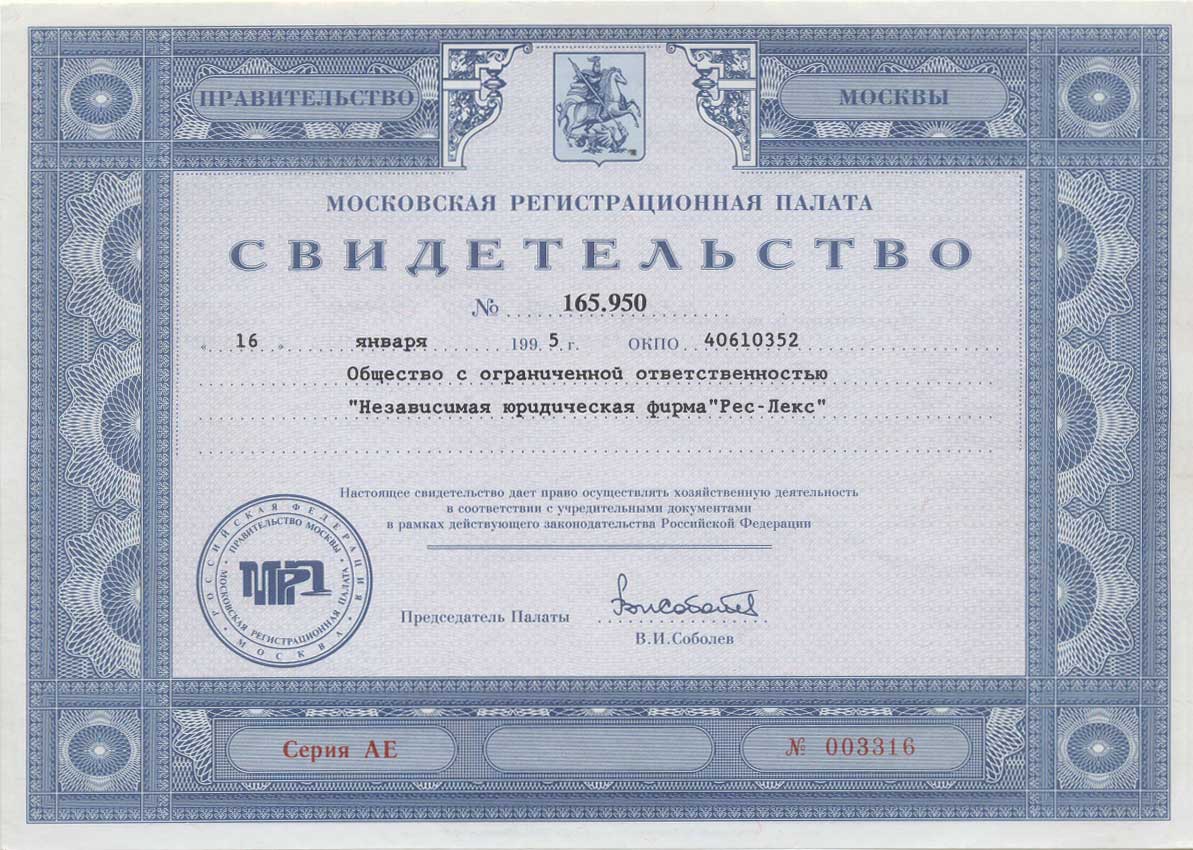 ПРАВИТЕЛЬСТВО МОСКВЫ
МОСКОВСКАЯ РЕГИСТРАЦИОННАЯ ПАЛАТА
СВИДЕТЕЛЬСТВО
№ 165.950
"16" января 1995 г. ОКПО 40610352
Общество с ограниченной ответственностью
"Независимая юридическая фирма"Рес-Лекс"
Настоящее свидетельство дает право осуществлять хозяйственную деятельность
в соответствии с учредительными документами
в рамках действующего законодательства Российской Федерации
РОССИЙСКАЯ ФЕДЕРАЦИЯ
ПРАВИТЕЛЬСТВО МОСКВЫ
МРП
МОСКОВСКАЯ РЕГИСТРАЦИОННАЯ ПАЛАТА
МОСКВА
Председатель Палаты
В.И.Соболев
Серия АЕ № 003316